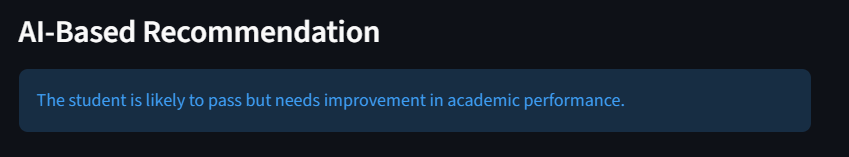 AI-Based Recommendation
The student is likely to pass but needs improvement in academic performance.